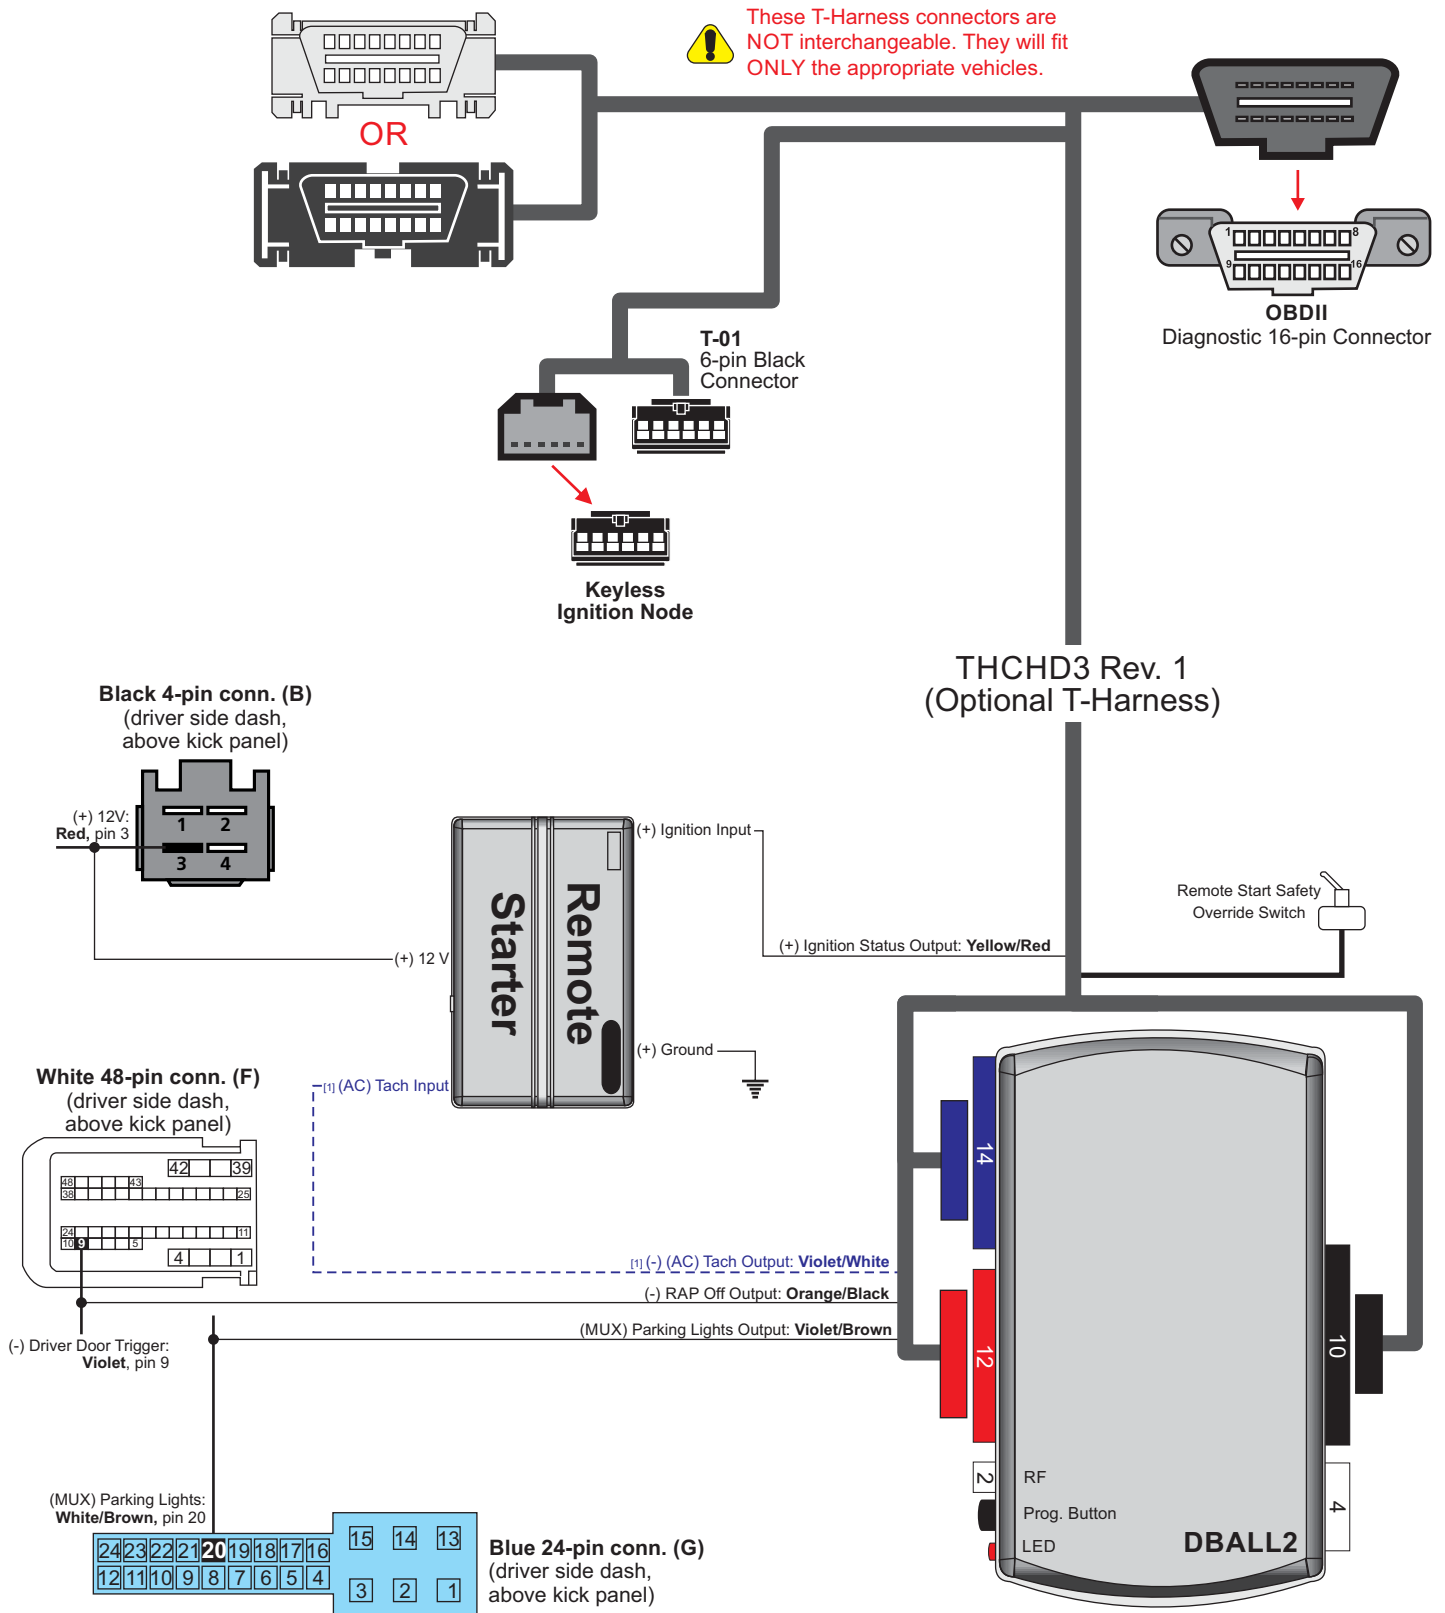 These T-Harness connectors are
NOT interchangeable. They will fit
ONLY the appropriate vehicles.
OR
1 8
9 16
OBDII
Diagnostic 16-pin Connector
T-01
6-pin Black
Connector
Keyless
Ignition Node
THCHD3 Rev. 1
(Optional T-Harness)
Black 4-pin conn. (B)
(driver side dash,
above kick panel)
(+) 12V:
Red, pin 3
1 2
3 4
(+) Ignition Input
Remote
Starter
(+) 12 V
(+) Ground
[1] (AC) Tach Input
Remote Start Safety
Override Switch
(+) Ignition Status Output: Yellow/Red
White 48-pin conn. (F)
(driver side dash,
above kick panel)
42 39
48 43
38 25
24 11
10 9 5
4 1
(-) Driver Door Trigger:
Violet, pin 9
[1] (-) (AC) Tach Output: Violet/White
(-) RAP Off Output: Orange/Black
(MUX) Parking Lights Output: Violet/Brown
14
12
10
2
4
RF
Prog. Button
LED
DBALL2
(MUX) Parking Lights:
White/Brown, pin 20
24 23 22 21 20 19 18 17 16 15 14 13
12 11 10 9 8 7 6 5 4 3 2 1
Blue 24-pin conn. (G)
(driver side dash,
above kick panel)